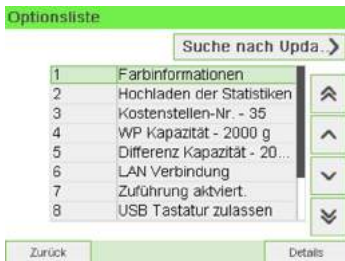 Optionsliste
Suche nach Upda..
1 Farbinformationen
2 Hochladen der Statistiken
3 Kostenstellen-Nr. - 35
4 WP Kapazität - 2000 g
5 Differenz Kapazität - 20...
6 LAN Verbindung
7 Zuführung aktviert.
8 USB Tastatur zulassen
Zurück Details